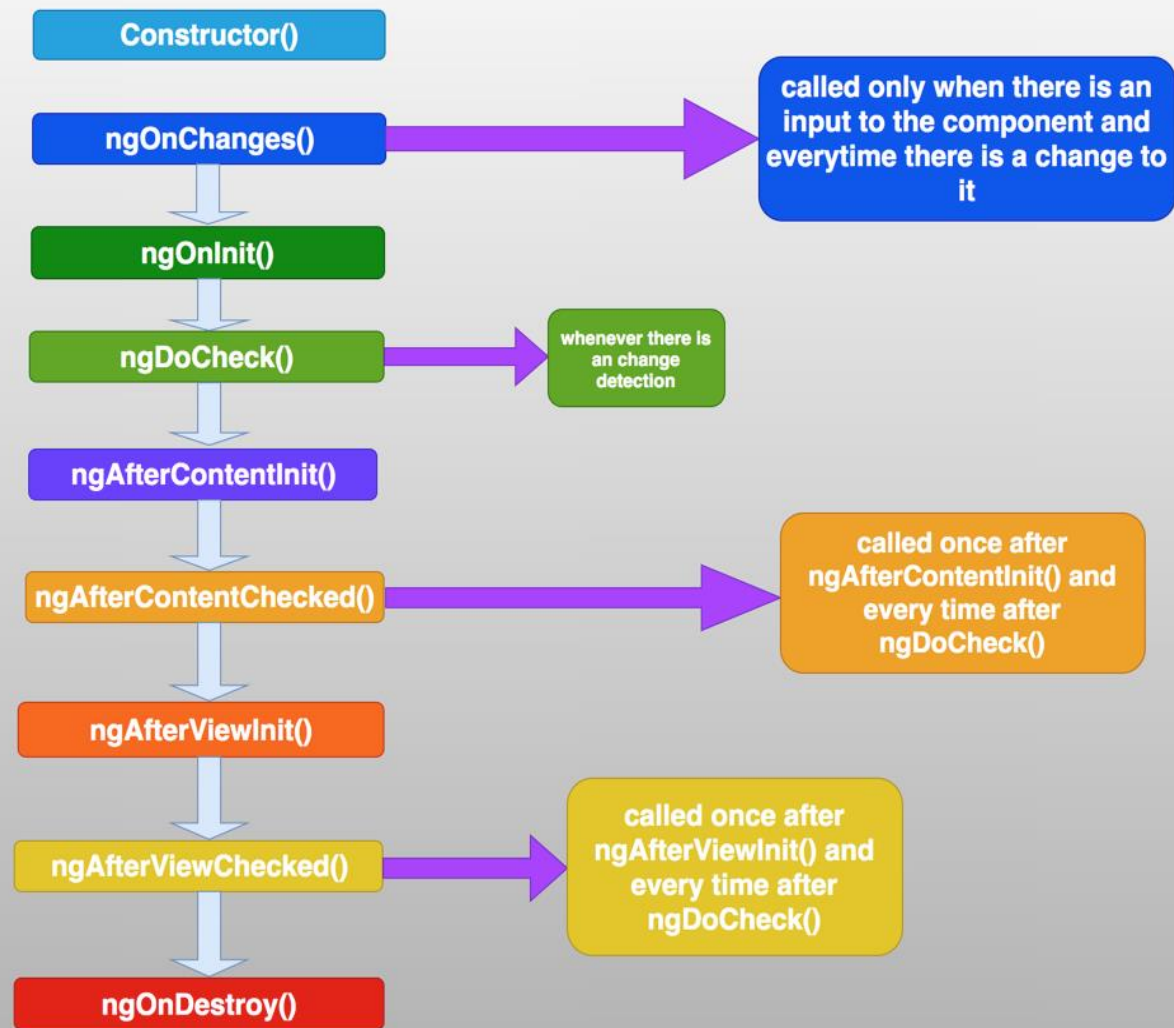 Constructor()
ngOnChanges()
called only when there is an
input to the component and
everytime there is a change to
it
ngOnInit()
ngDoCheck()
whenever there is
an change
detection
ngAfterContentInit()
ngAfterContentChecked()
called once after
ngAfterContentInit() and
every time after
ngDoCheck()
ngAfterViewInit()
ngAfterViewChecked()
called once after
ngAfterViewInit() and
every time after
ngDoCheck()
ngOnDestroy()